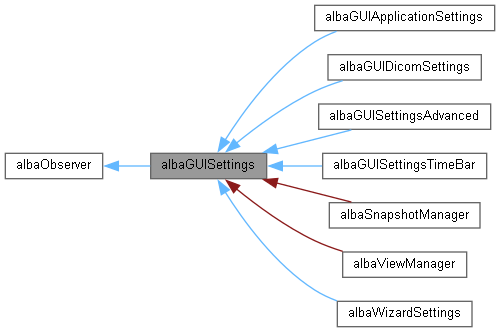 albaGUIApplicationSettings
albaGUIDicomSettings
albaGUISettingsAdvanced
albaObserver
albaGUISettings
albaGUISettingsTimeBar
albaSnapshotManager
albaViewManager
albaWizardSettings